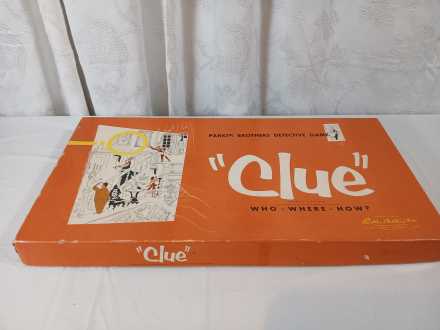 PARKER BROTHERS DETECTIVE GAME
"Clue"
WHO · WHERE · HOW?
"Clue"